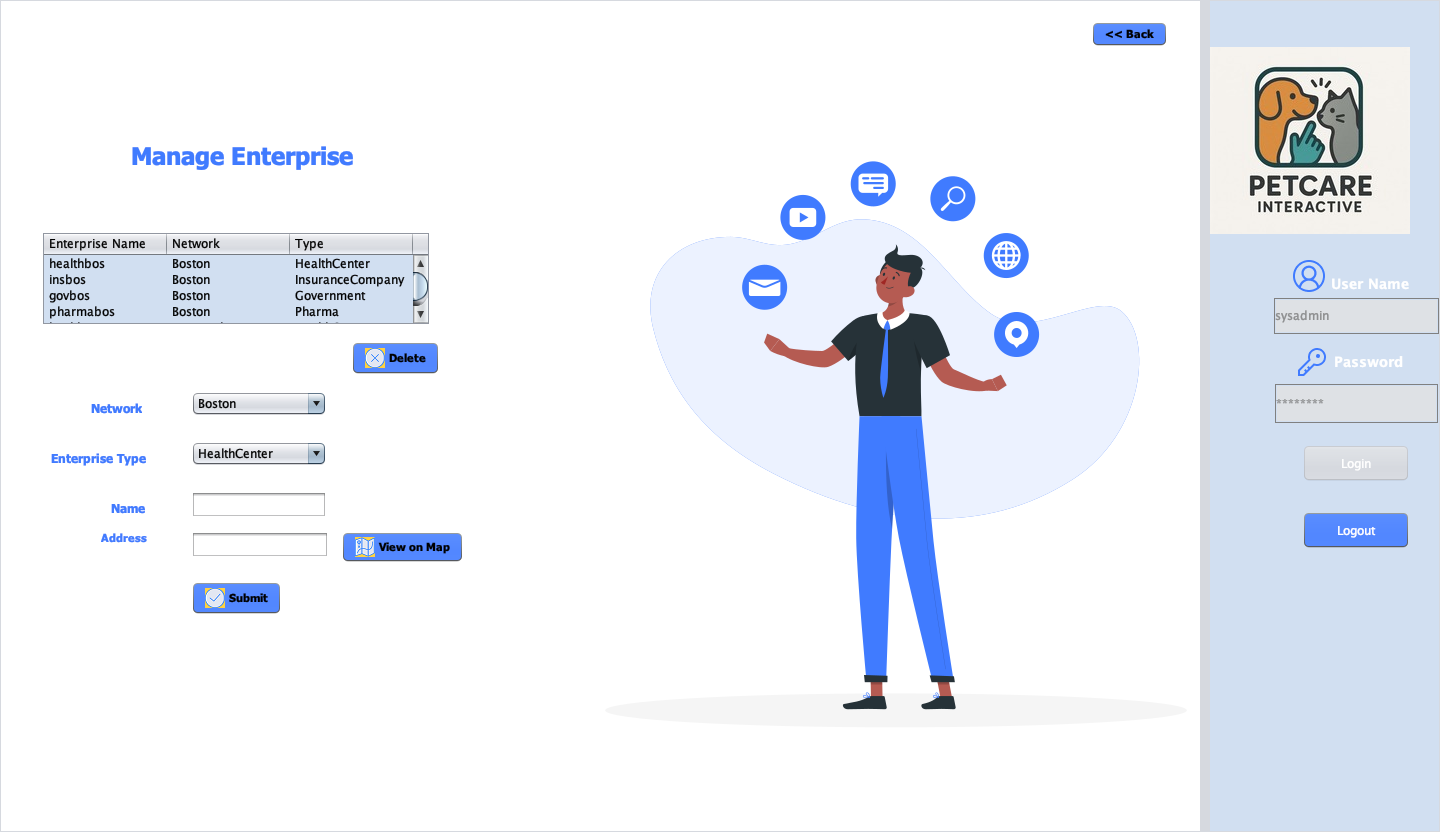 << Back
Manage Enterprise
Enterprise Name Network Type
healthbos Boston HealthCenter
insbos Boston InsuranceCompany
govbos Boston Government
pharmabos Boston Pharma
Delete
Network Boston
Enterprise Type HealthCenter
Name
Address
View on Map
Submit
PETCARE
INTERACTIVE
User Name
sysadmin
Password
********
Login
Logout